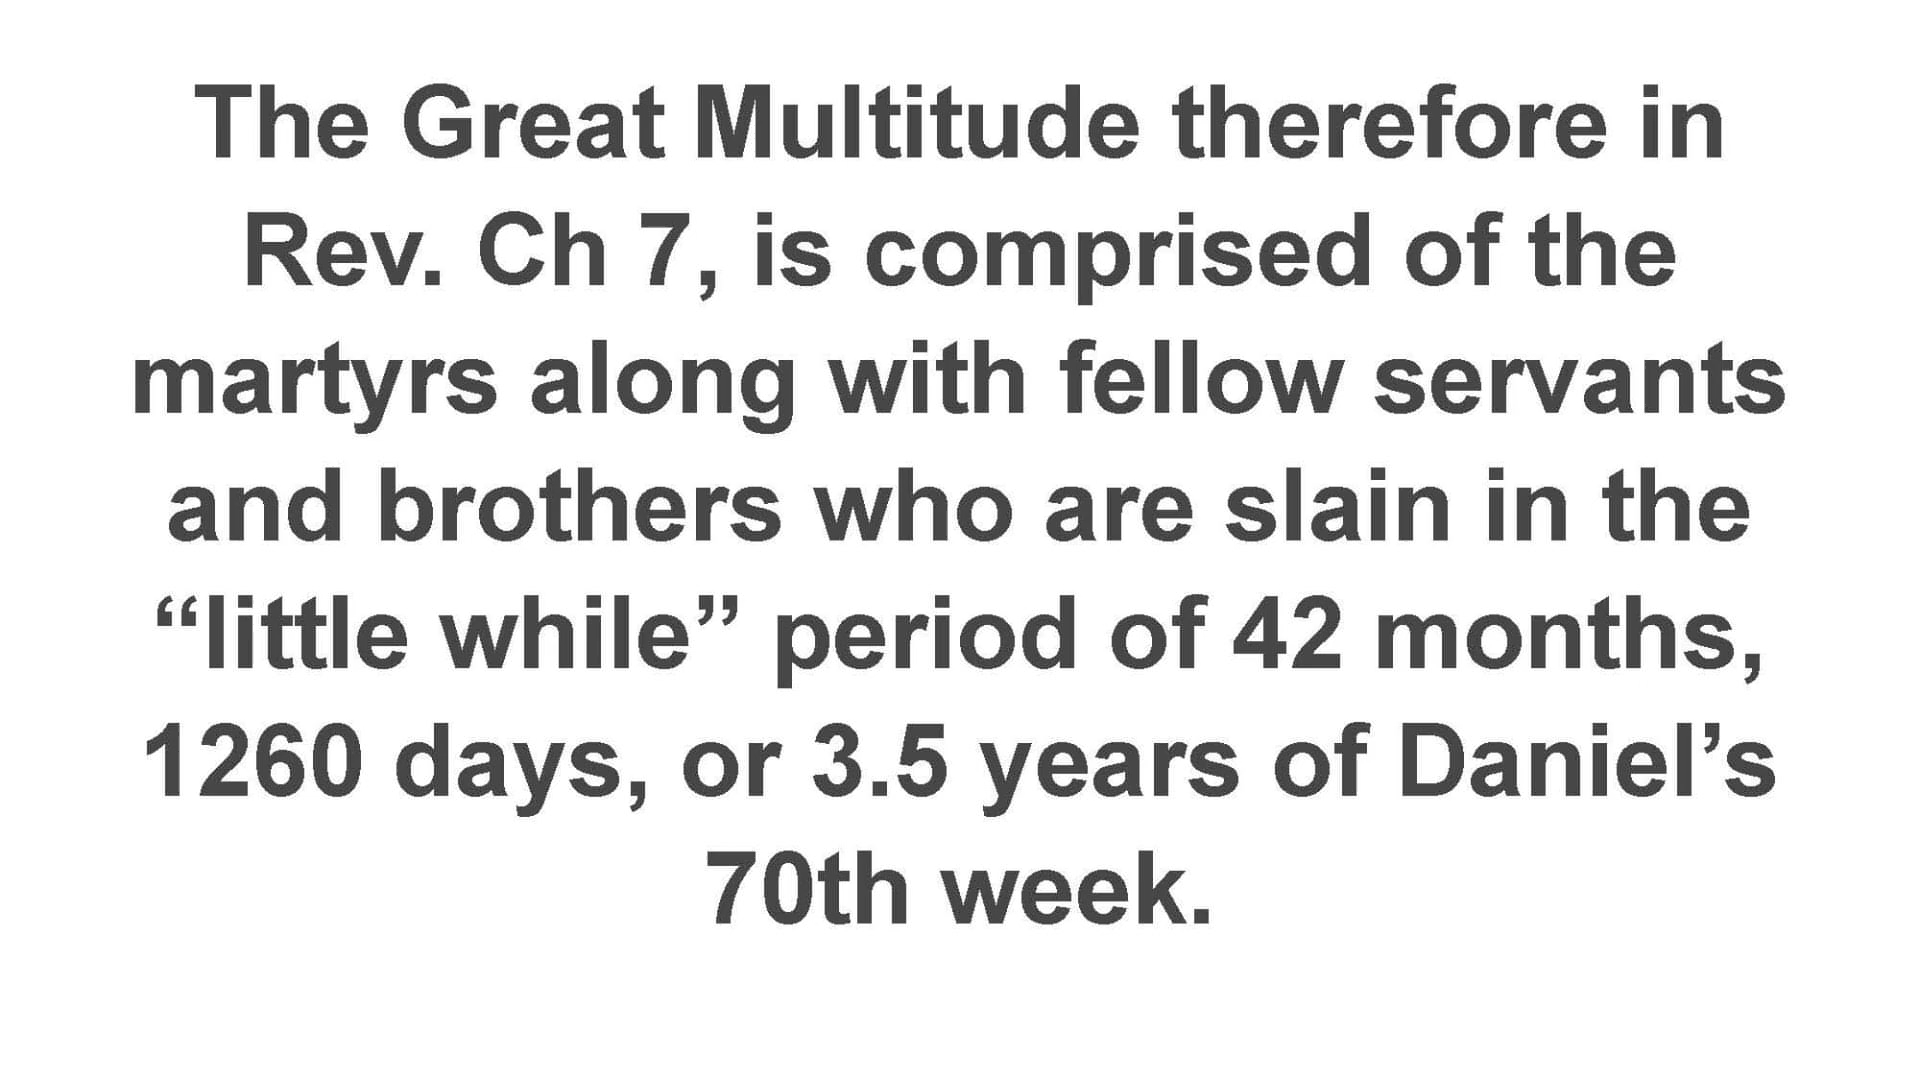 The Great Multitude therefore in
Rev. Ch 7, is comprised of the
martyrs along with fellow servants
and brothers who are slain in the
“little while” period of 42 months,
1260 days, or 3.5 years of Daniel’s
70th week.